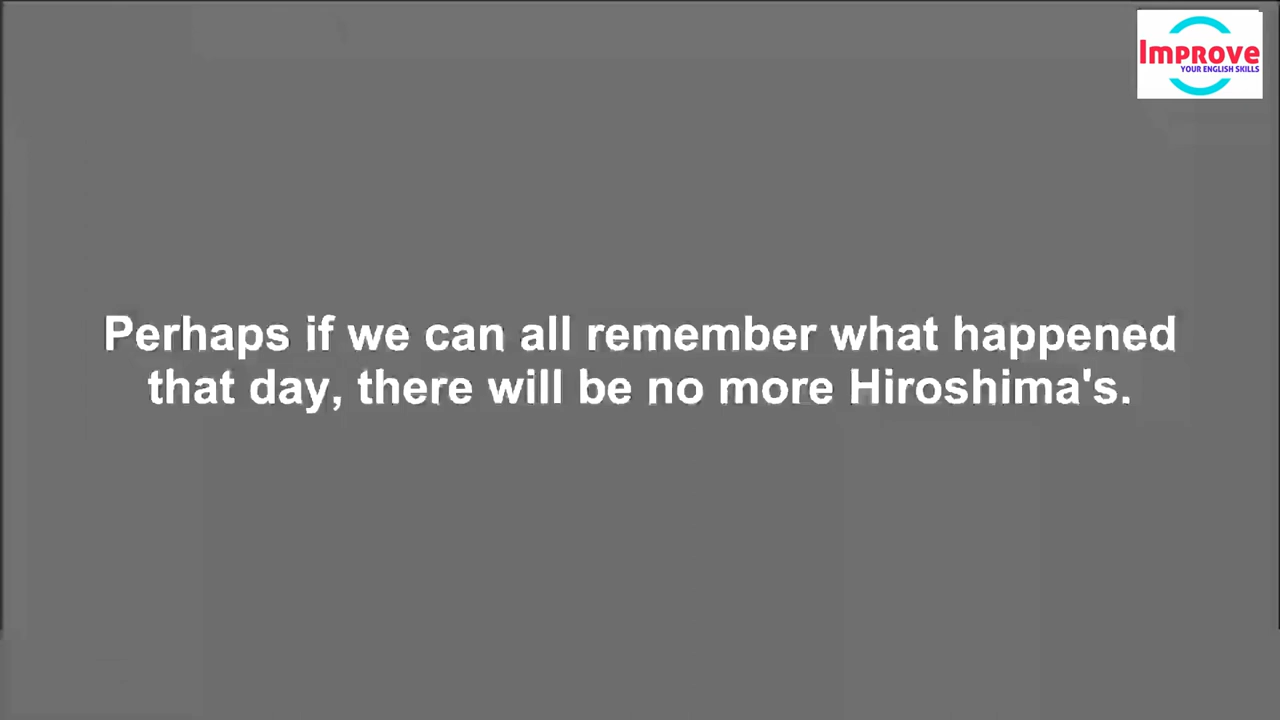 Improve
YOUR ENGLISH SKILLS
Perhaps if we can all remember what happened
that day, there will be no more Hiroshima's.